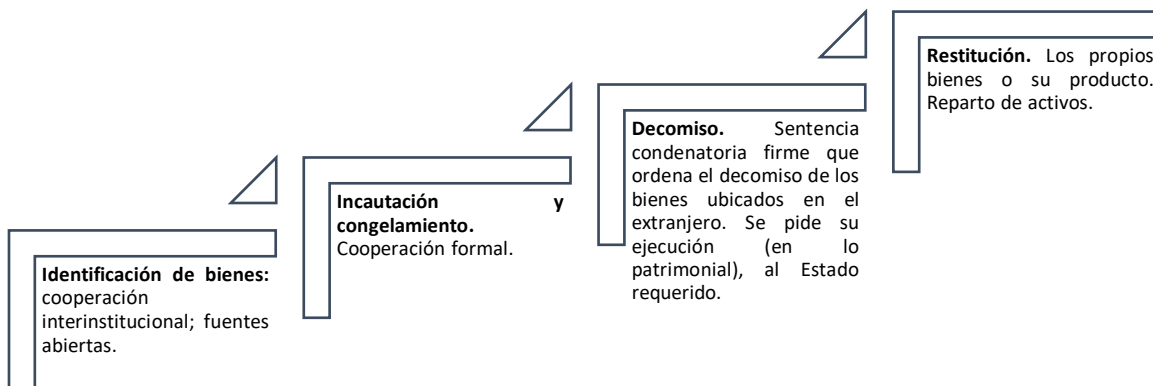 Identificación de bienes:
cooperación
interinstitucional; fuentes
abiertas.
Incautación y
congelamiento.
Cooperación formal.
Decomiso. Sentencia
condenatoria firme que
ordena el decomiso de los
bienes ubicados en el
extranjero. Se pide su
ejecución (en lo
patrimonial), al Estado
requerido.
Restitución. Los propios
bienes o su producto.
Reparto de activos.